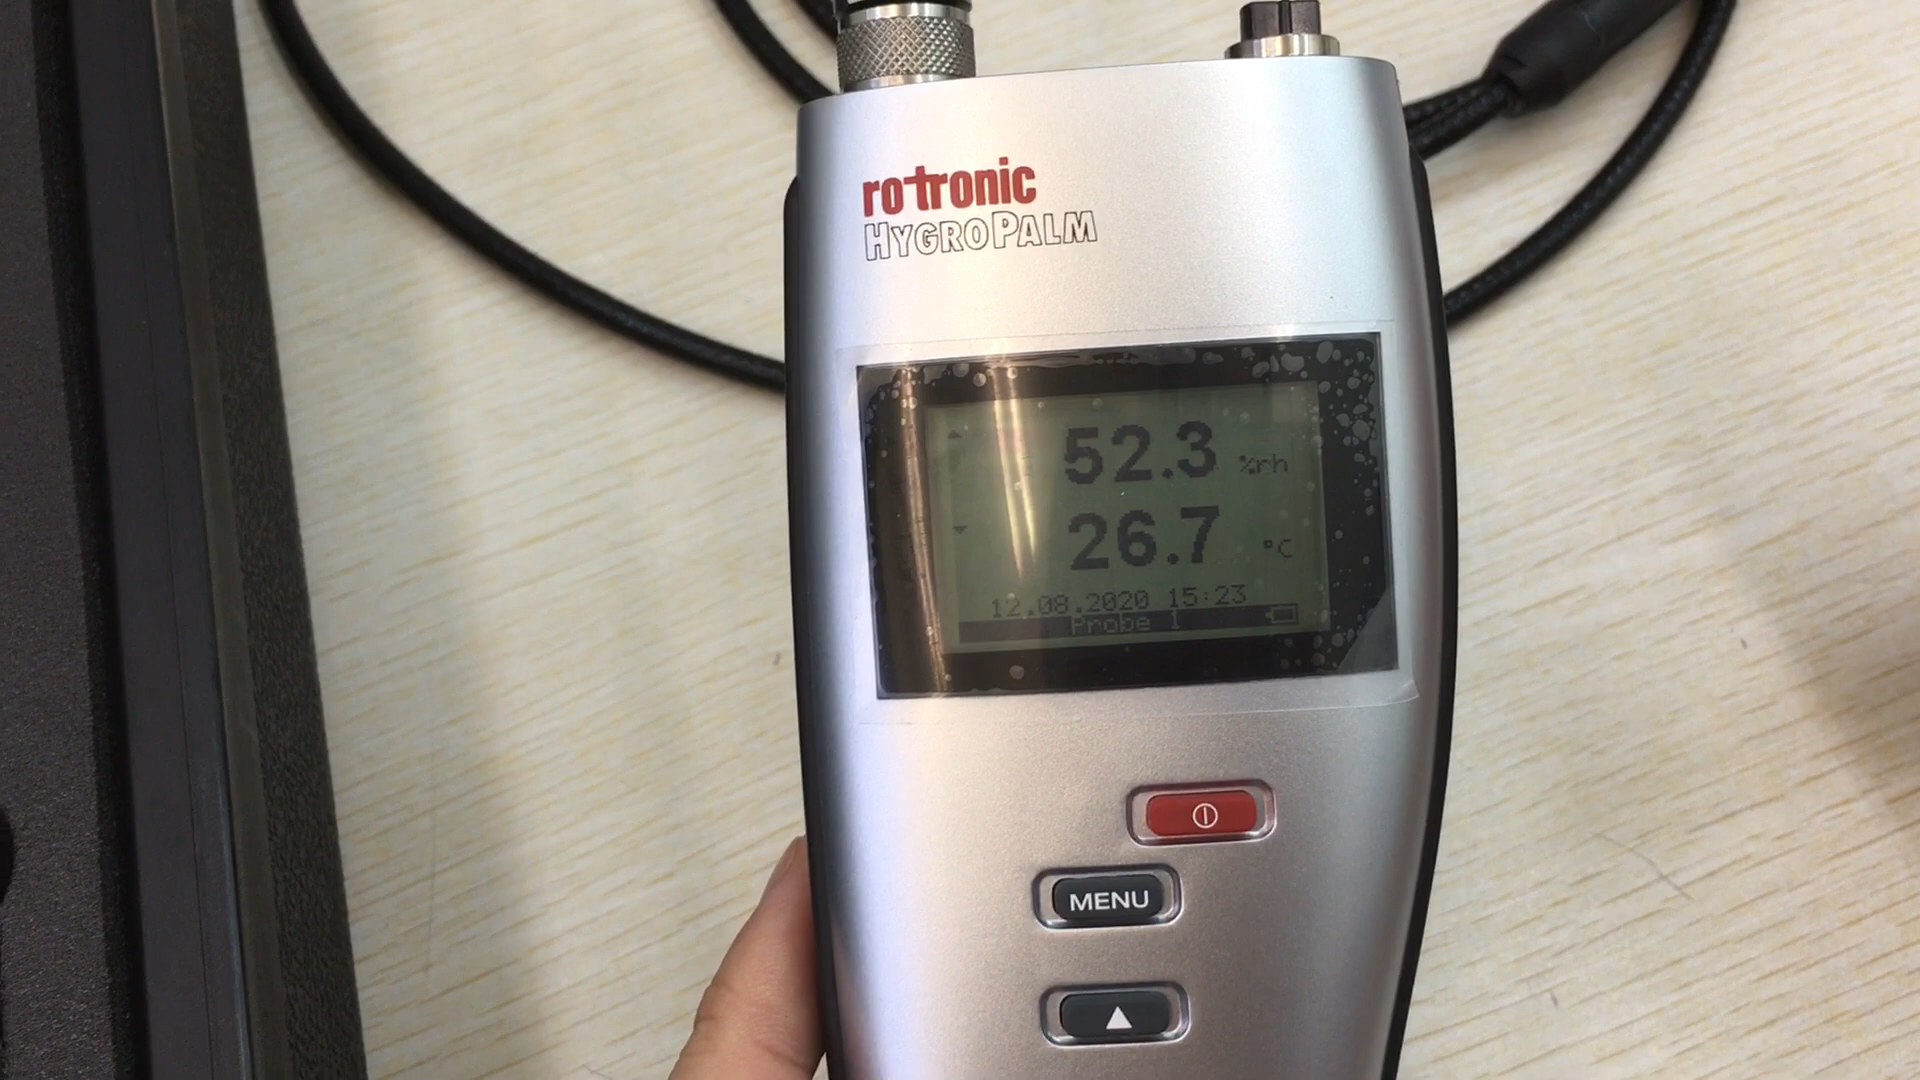 rotronic
HYGROPALM
52.3 %rh
26.7 °C
12.08.2020 15:23
Probe 1
MENU